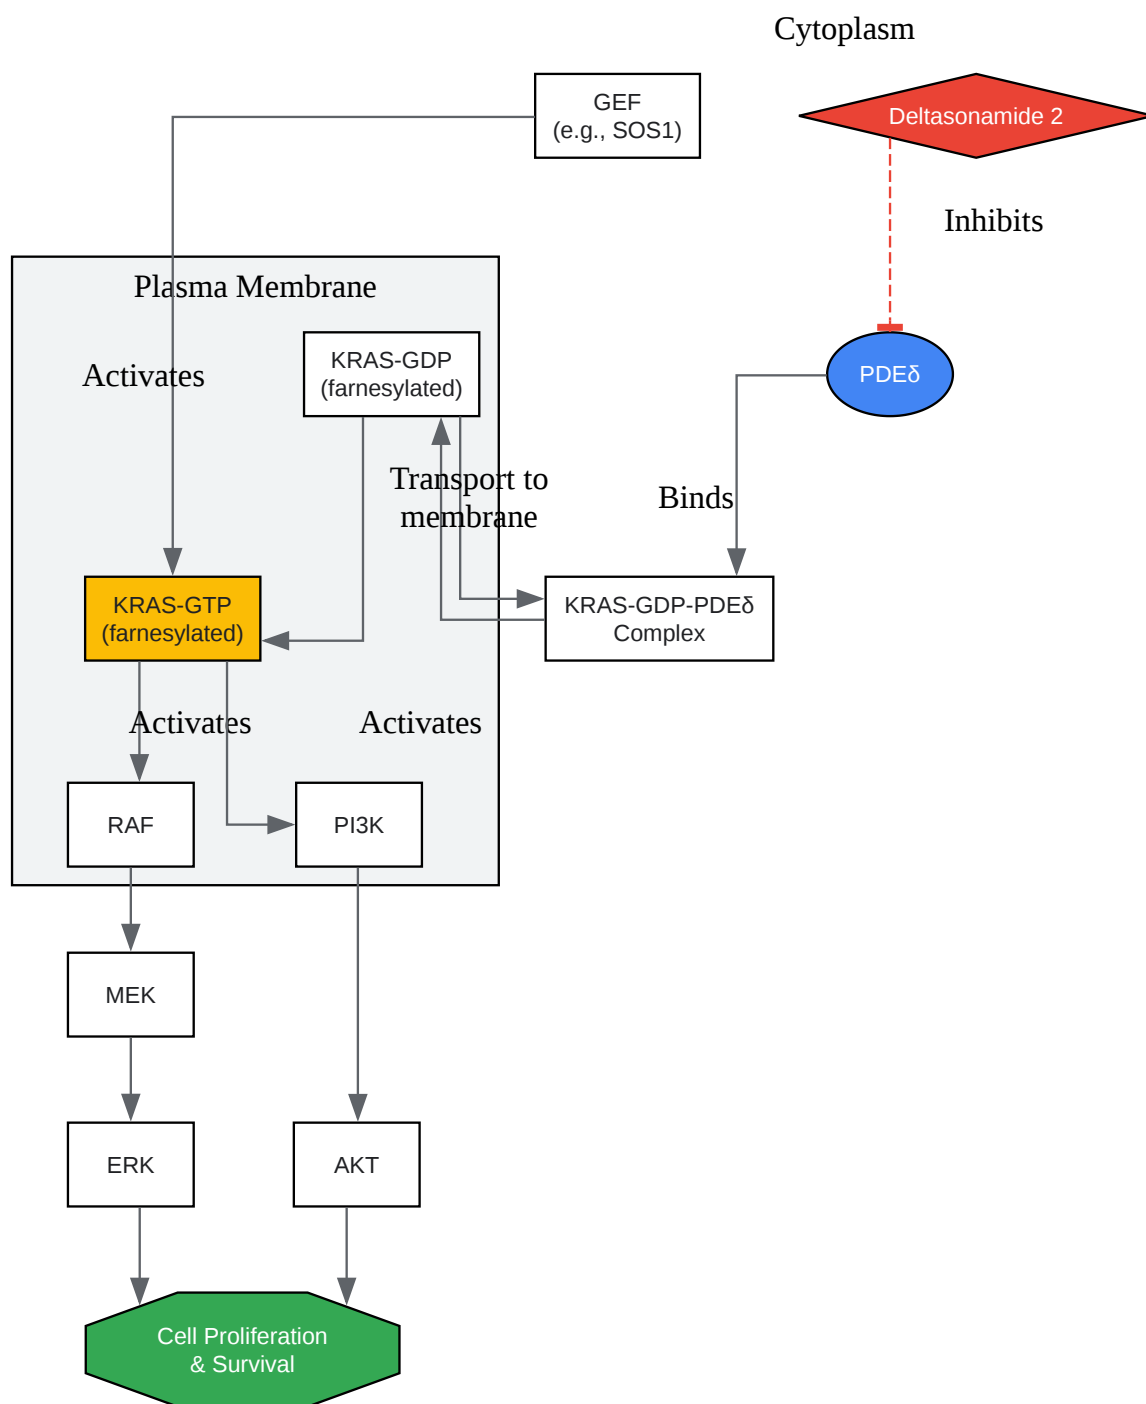 Cytoplasm
GEF
(e.g., SOS1)
Deltasonamide 2
Inhibits
Plasma Membrane
KRAS-GDP
(farnesylated)
Activates
PDEδ
Transport to
membrane
Binds
KRAS-GTP
(farnesylated)
KRAS-GDP-PDEδ
Complex
Activates
Activates
RAF
PI3K
MEK
ERK
AKT
Cell Proliferation
& Survival